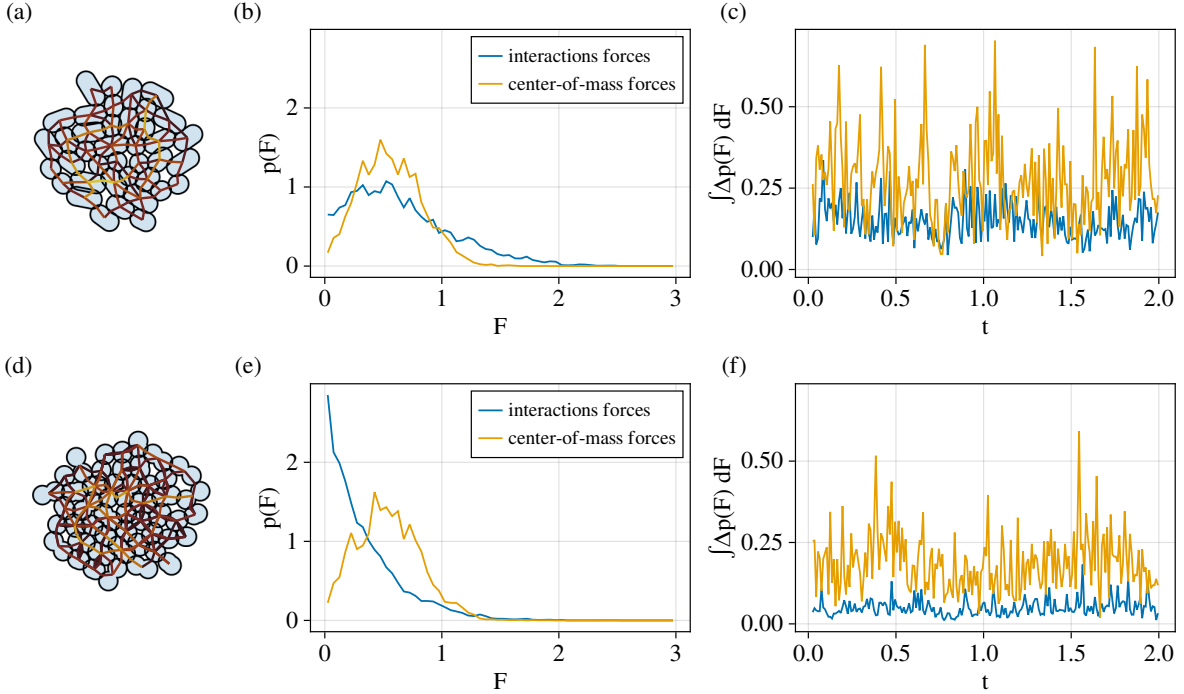 (a)
(b)
p(F)
2
1
0
interactions forces
center-of-mass forces
0
1
2
3
F
(c)
∫Δp(F) dF
0.50
0.25
0.00
0.0
0.5
1.0
1.5
2.0
t
(d)
(e)
p(F)
2
1
0
interactions forces
center-of-mass forces
0
1
2
3
F
(f)
∫Δp(F) dF
0.50
0.25
0.00
0.0
0.5
1.0
1.5
2.0
t